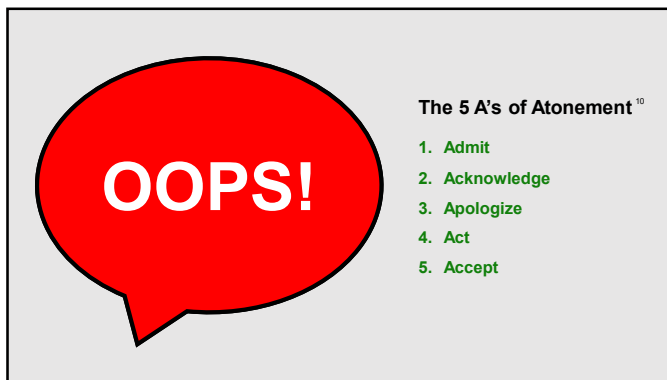 OOPS!
The 5 A's of Atonement 10
1. Admit
2. Acknowledge
3. Apologize
4. Act
5. Accept